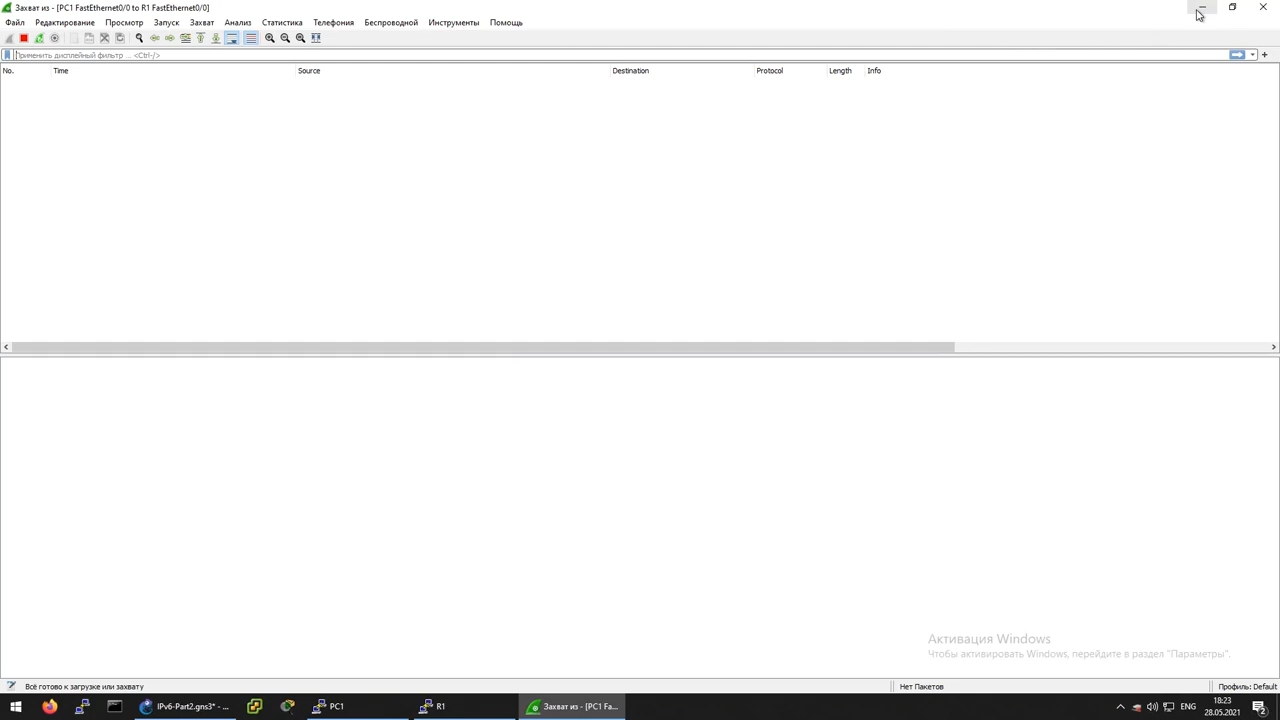 Захват из - [PC1 FastEthernet0/0 to R1 FastEthernet0/0]
Файл Редактирование Просмотр Запуск Захват Анализ Статистика Телефония Беспроводной Инструменты Помощь
Применить дисплейный фильтр ... <Ctrl-/>
No. Time Source Destination Protocol Length Info
Активация Windows
Чтобы активировать Windows, перейдите в раздел "Параметры".
Всё готово к загрузке или захвату Нет Пакетов Профиль: Default
IPv6-Part2.gns3* - ... PC1 R1 Захват из - [PC1 Fa... ENG 18:23
28.05.2021 2